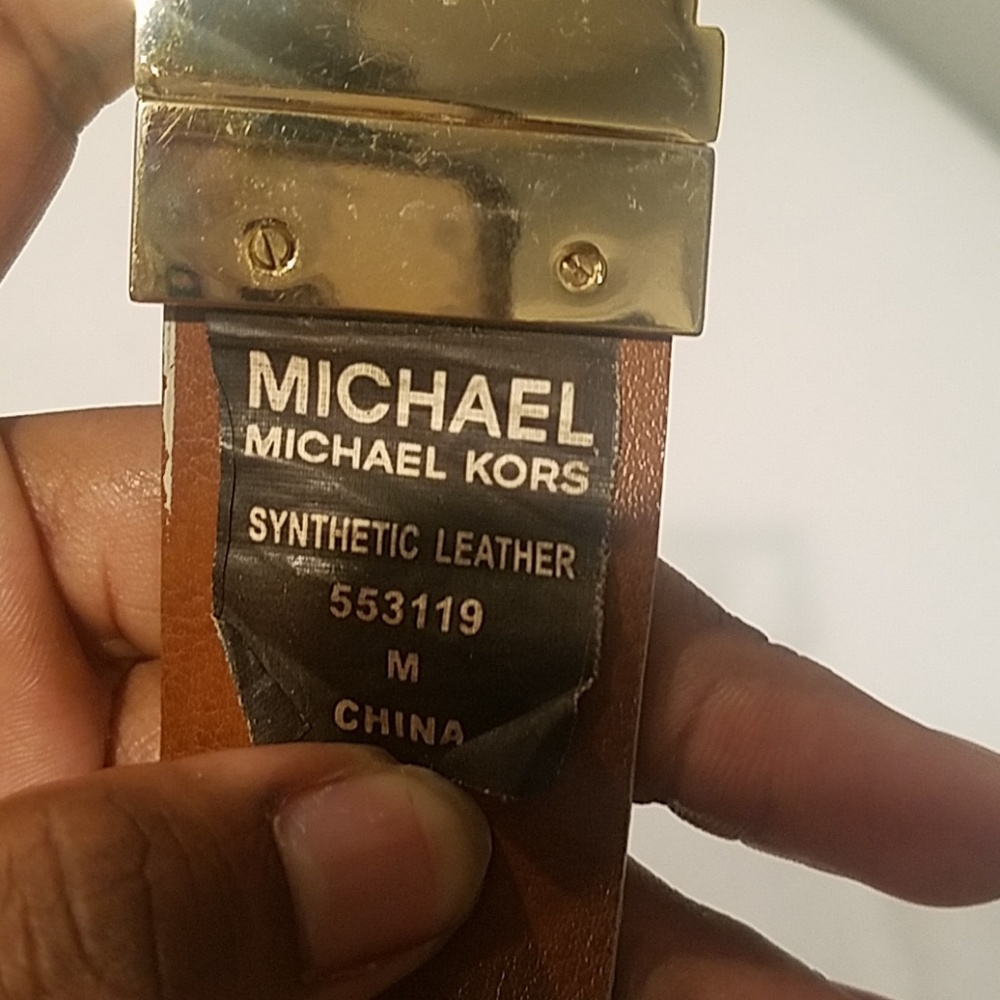 MICHAEL
MICHAEL KORS
SYNTHETIC LEATHER
553119
M
CHINA